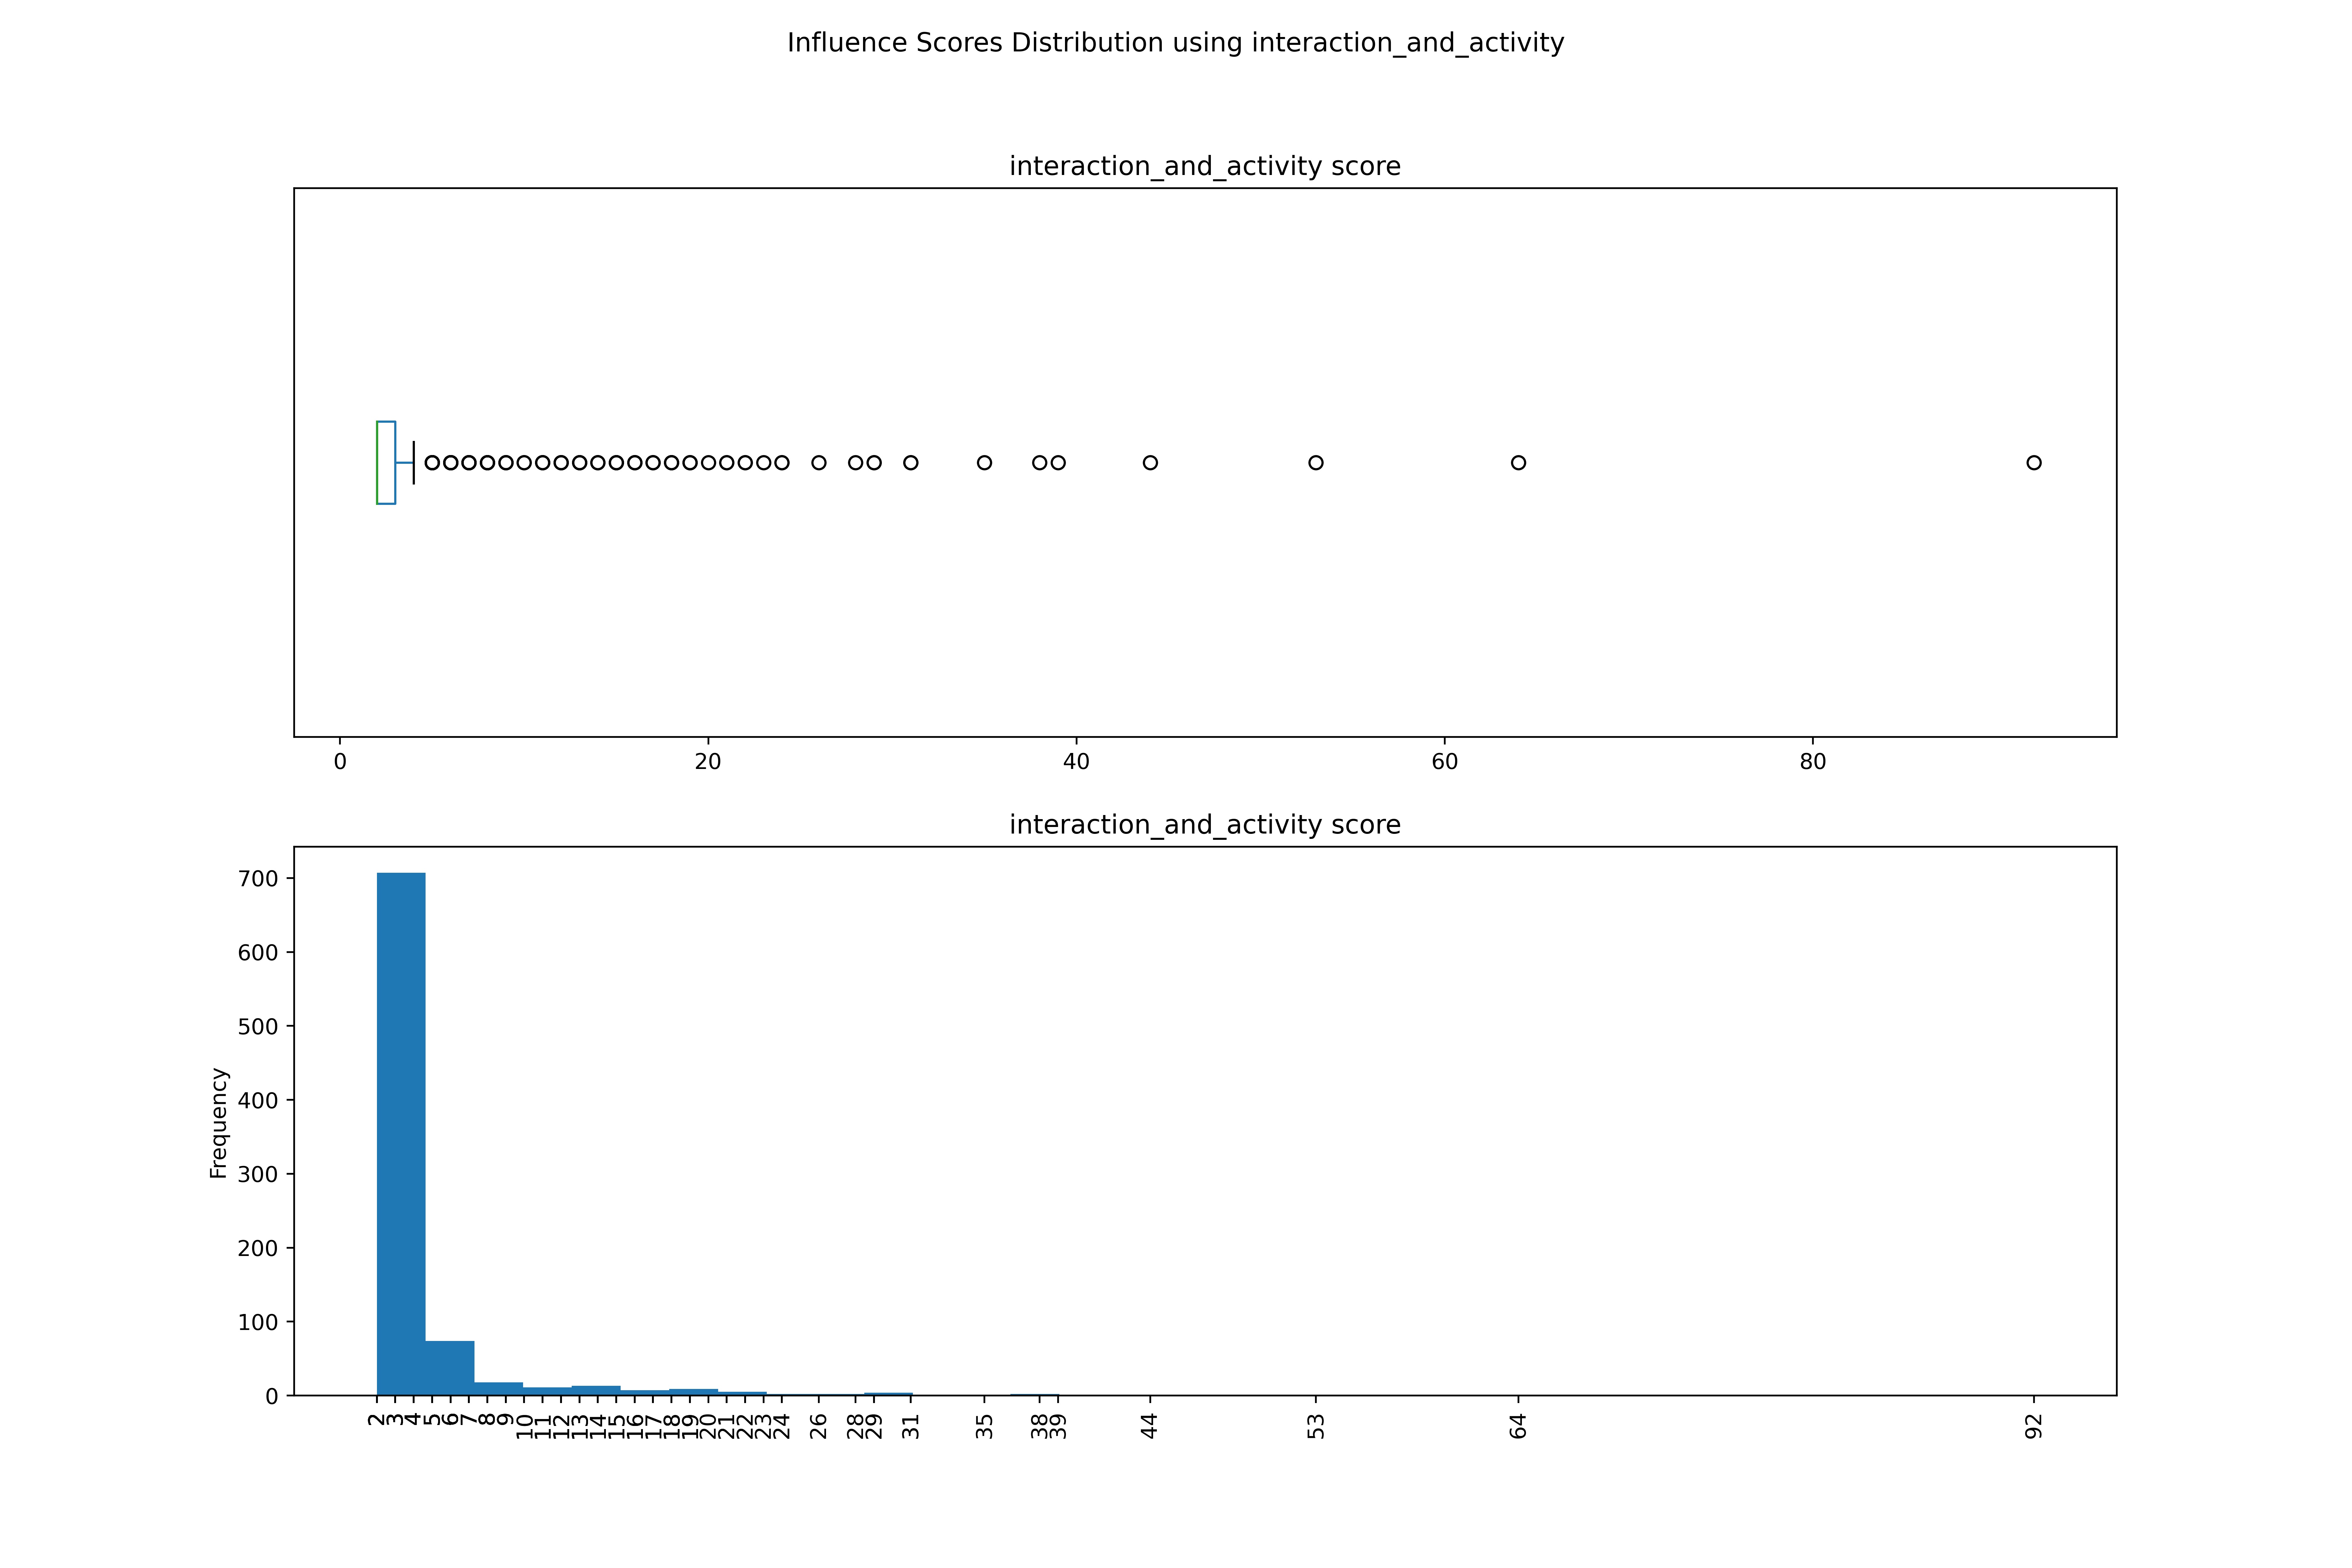 Influence Scores Distribution using interaction_and_activity
interaction_and_activity score
0 20 40 60 80
interaction_and_activity score
700
600
500
400
300
200
100
0
Frequency
2 3 4 5 6 7 8 9 10 11 12 13 14 15 16 17 18 19 20 21 22 23 24 26 28 29 31 35 38 39 44 53 64 92